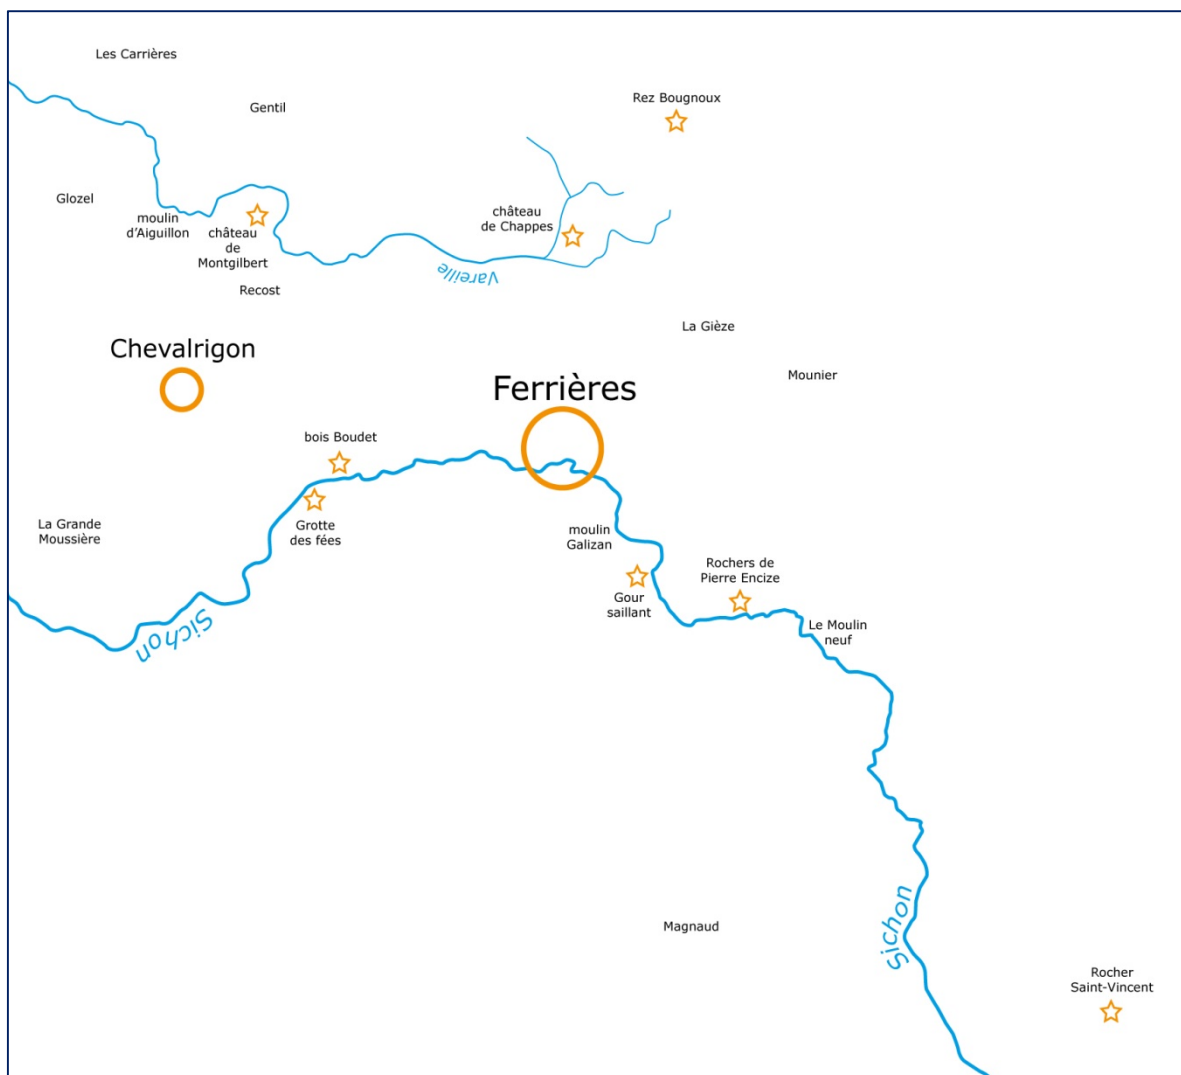 Les Carrières
Rez Bougnoux
Gentil
Glozel
moulin
d'Aiguillon
château
de
Montgilbert
château
de Chappes
Vareille
Recost
La Gièze
Chevalrigon
Mounier
Ferrières
bois Boudet
La Grande
Moussière
Grotte
des fées
moulin
Galizan
Rochers de
Pierre Encize
Gour
saillant
Sichon
Le Moulin
neuf
Magnaud
Sichon
Rocher
Saint-Vincent